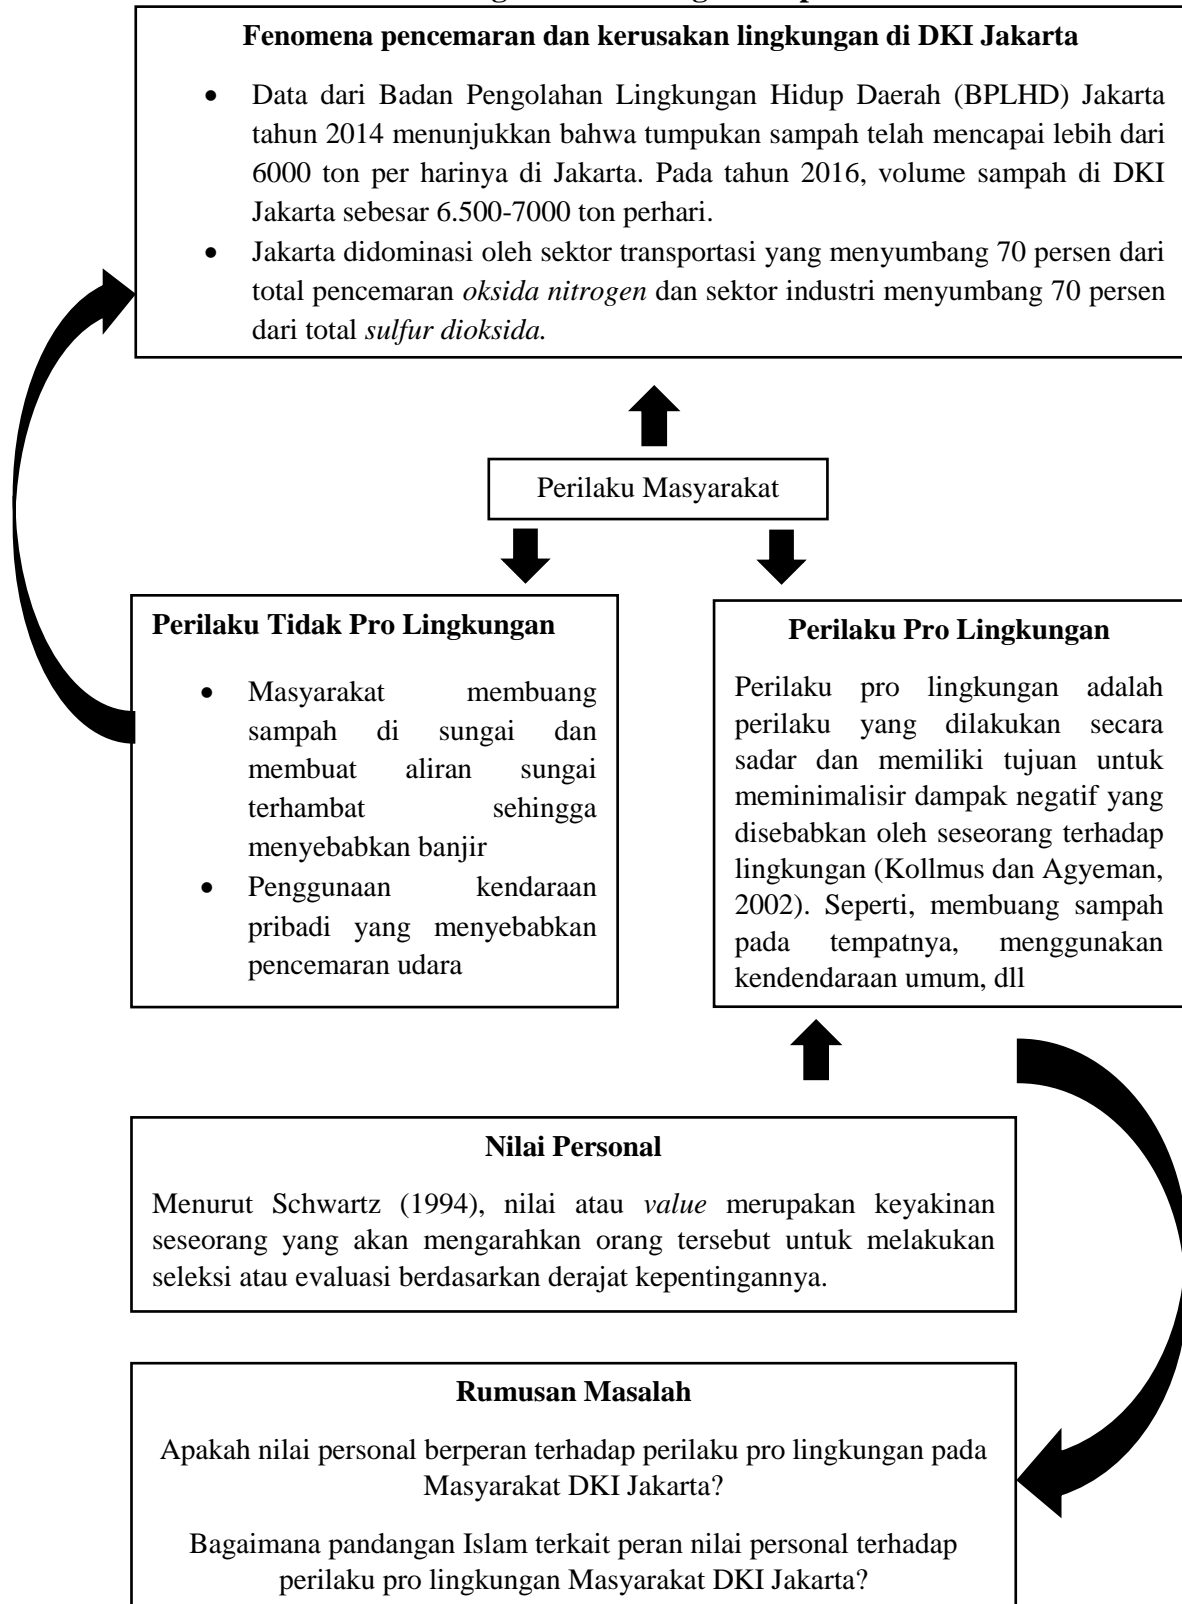 Fenomena pencemaran dan kerusakan lingkungan di DKI Jakarta
• Data dari Badan Pengolahan Lingkungan Hidup Daerah (BPLHD) Jakarta
tahun 2014 menunjukkan bahwa tumpukan sampah telah mencapai lebih dari
6000 ton per harinya di Jakarta. Pada tahun 2016, volume sampah di DKI
Jakarta sebesar 6.500-7000 ton perhari.
• Jakarta didominasi oleh sektor transportasi yang menyumbang 70 persen dari
total pencemaran oksida nitrogen dan sektor industri menyumbang 70 persen
dari total sulfur dioksida.
Perilaku Masyarakat
Perilaku Tidak Pro Lingkungan
• Masyarakat membuang
sampah di sungai dan
membuat aliran sungai
terhambat sehingga
menyebabkan banjir
• Penggunaan kendaraan
pribadi yang menyebabkan
pencemaran udara
Perilaku Pro Lingkungan
Perilaku pro lingkungan adalah
perilaku yang dilakukan secara
sadar dan memiliki tujuan untuk
meminimalisir dampak negatif yang
disebabkan oleh seseorang terhadap
lingkungan (Kollmus dan Agyeman,
2002). Seperti, membuang sampah
pada tempatnya, menggunakan
kendendaraan umum, dll
Nilai Personal
Menurut Schwartz (1994), nilai atau value merupakan keyakinan
seseorang yang akan mengarahkan orang tersebut untuk melakukan
seleksi atau evaluasi berdasarkan derajat kepentingannya.
Rumusan Masalah
Apakah nilai personal berperan terhadap perilaku pro lingkungan pada
Masyarakat DKI Jakarta?
Bagaimana pandangan Islam terkait peran nilai personal terhadap
perilaku pro lingkungan Masyarakat DKI Jakarta?